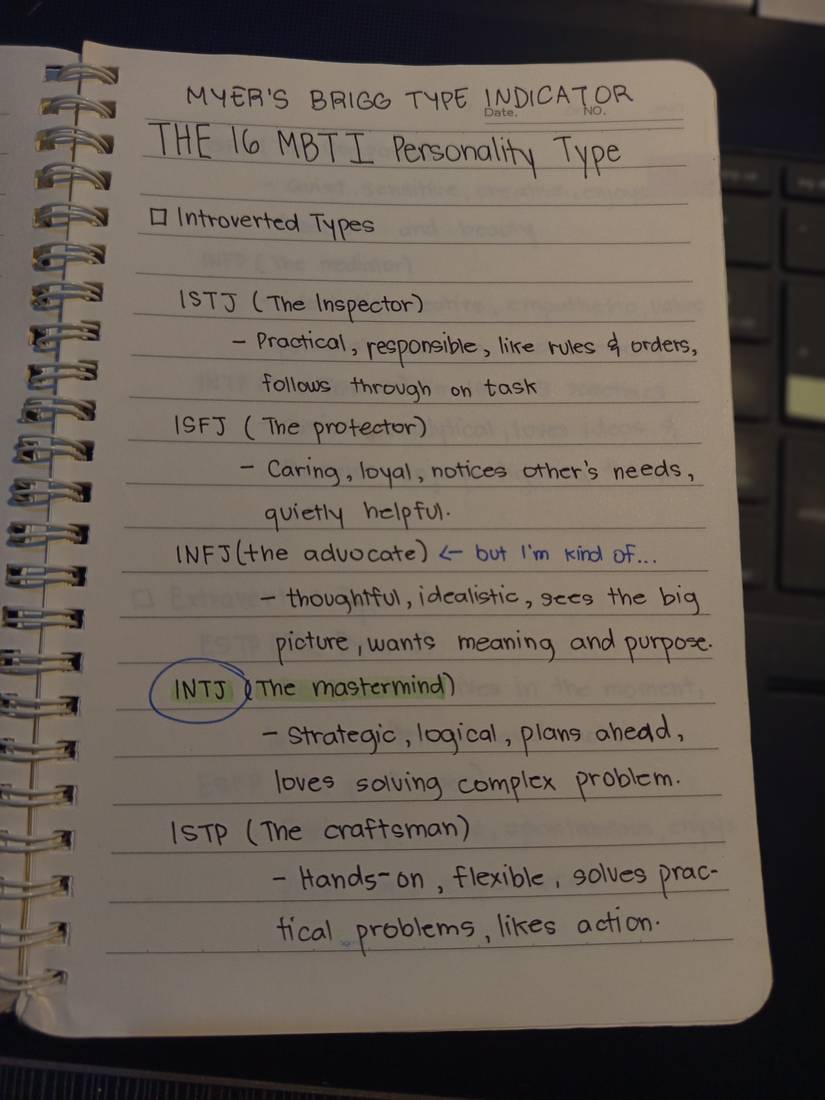 MYER'S BRIGG TYPE INDICATOR
Date. NO.
THE 16 MBTI Personality Type
Introverted Types
ISTJ (The Inspector)
- Practical, responsible, like rules & orders,
follows through on task
ISFJ (The protector)
- Caring, loyal, notices other's needs,
quietly helpful.
INFJ (the advocate) ← but I'm kind of...
- thoughtful, idealistic, sees the big
picture, wants meaning and purpose.
INTJ (The mastermind)
- Strategic, logical, plans ahead,
loves solving complex problem.
ISTP (The craftsman)
- Hands-on, flexible, solves prac-
tical problems, likes action.